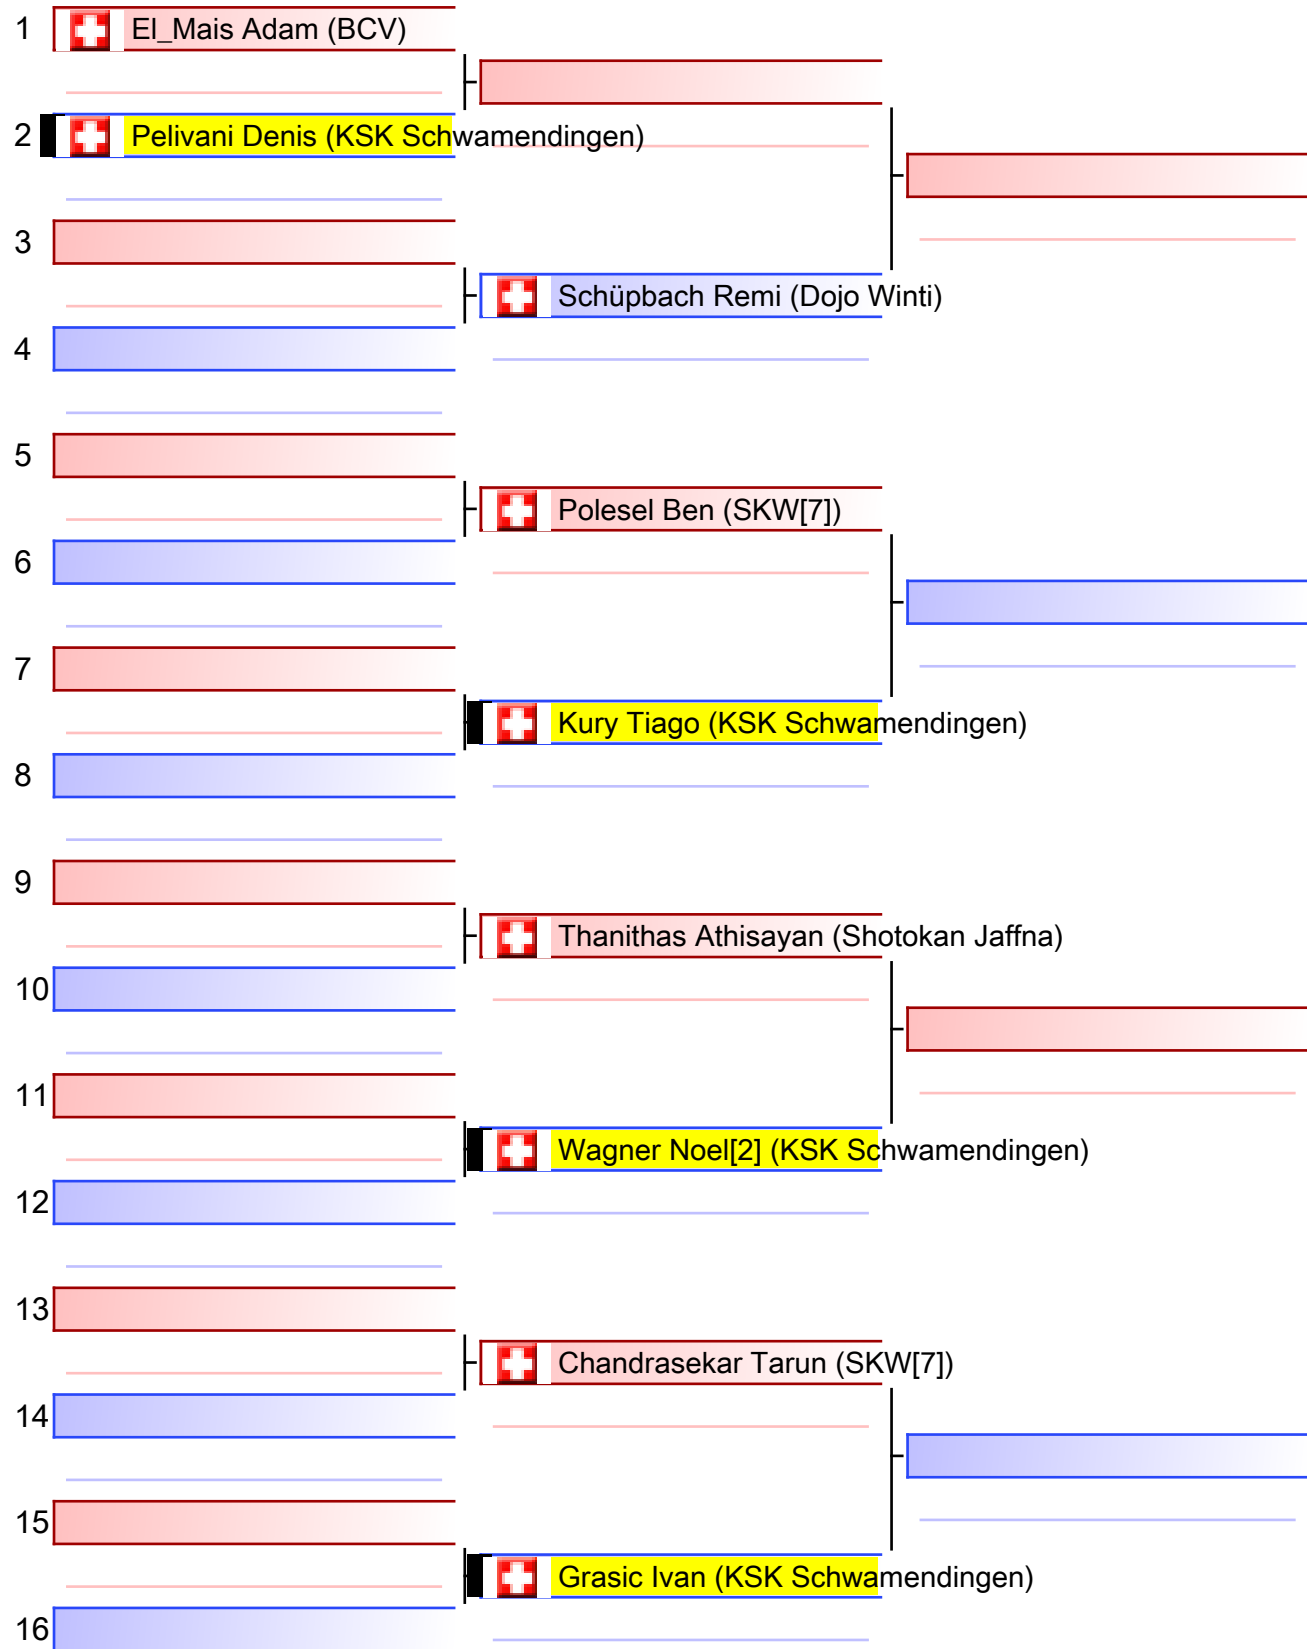 1 El_Mais Adam (BCV)
2 Pelivani Denis (KSK Schwamendingen)
3
Schüpbach Remi (Dojo Winti)
4
5
Polesel Ben (SKW[7])
6
7
Kury Tiago (KSK Schwamendingen)
8
9
Thanithas Athisayan (Shotokan Jaffna)
10
11
Wagner Noel[2] (KSK Schwamendingen)
12
13
Chandrasekar Tarun (SKW[7])
14
15
Grasic Ivan (KSK Schwamendingen)
16